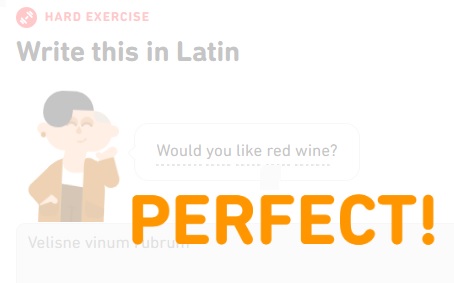 HARD EXERCISE
Write this in Latin
Would you like red wine?
PERFECT!
Velisne vinum rubrum